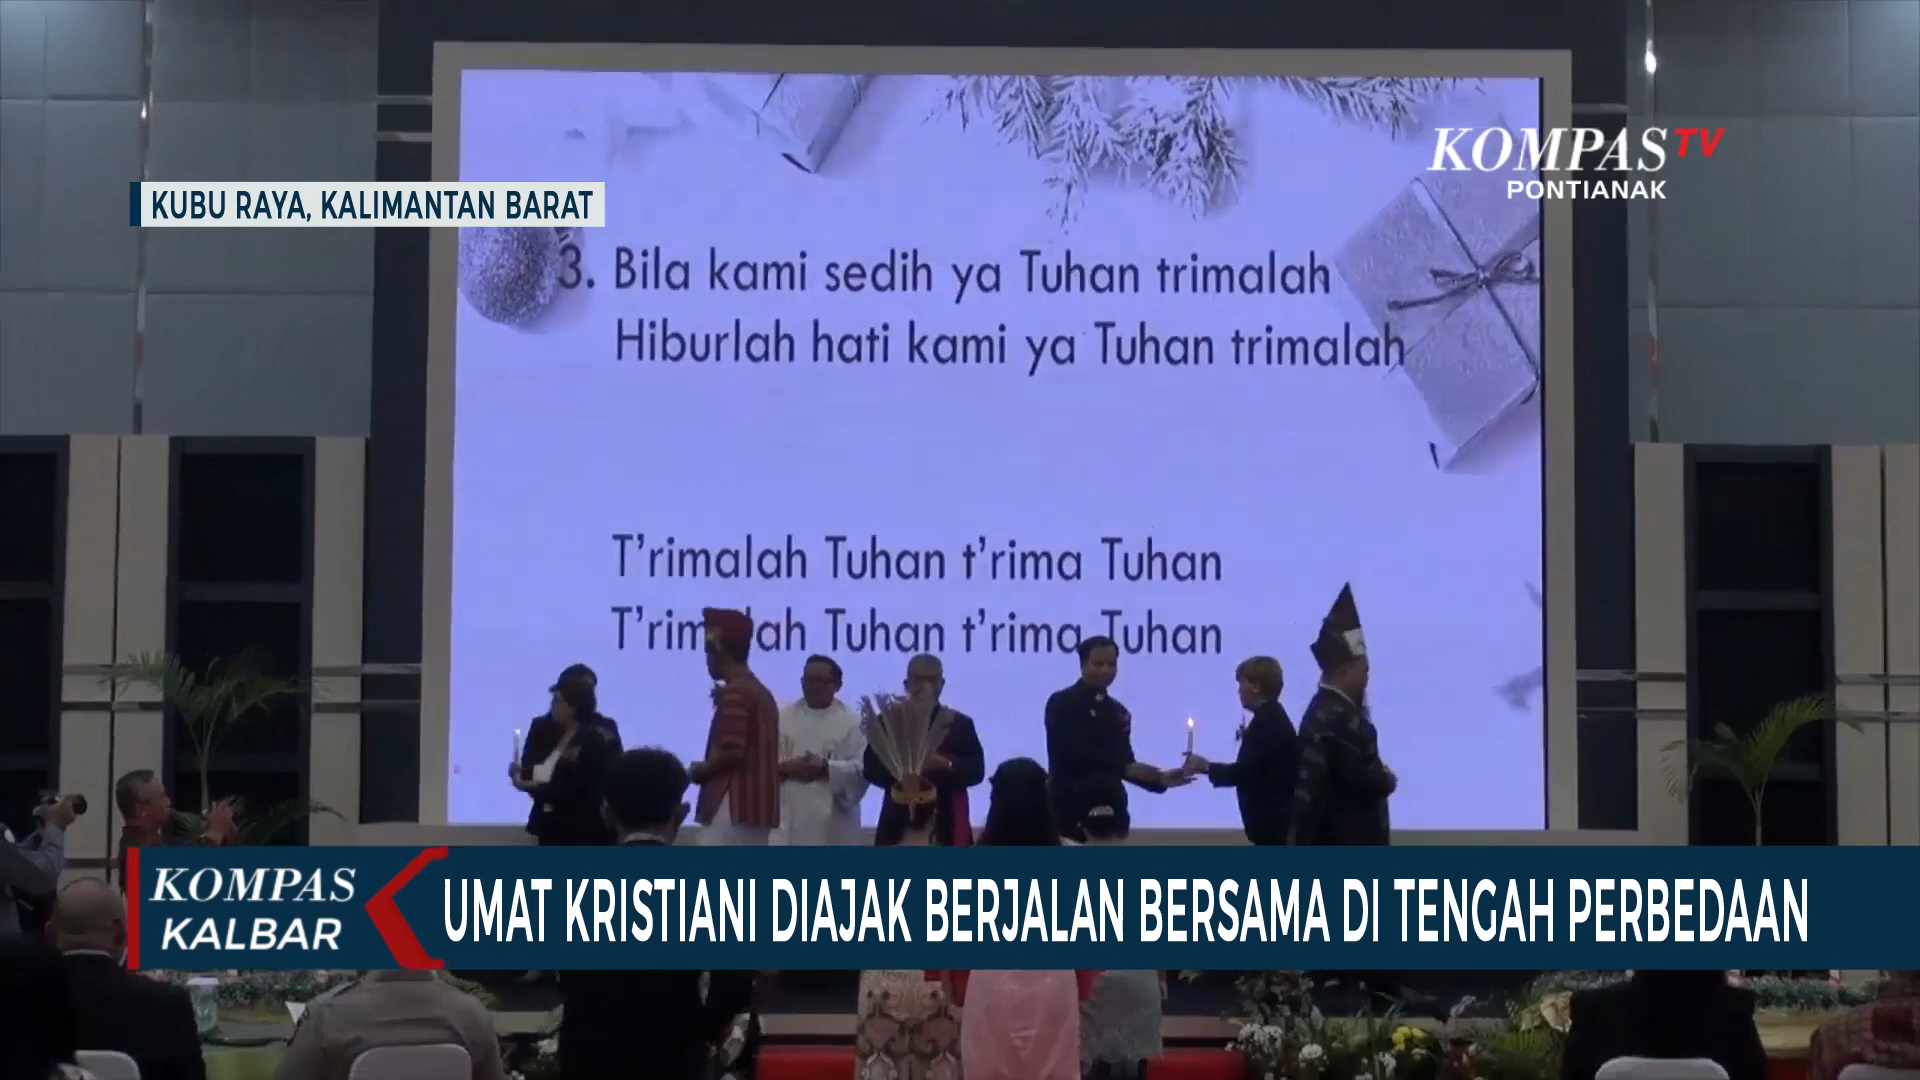 KOMPAS TV
PONTIANAK
KUBU RAYA, KALIMANTAN BARAT
3. Bila kami sedih ya Tuhan trimalah
Hiburlah hati kami ya Tuhan trimalah
T'rimalah Tuhan t'rima Tuhan
T'rimalah Tuhan t'rima Tuhan
KOMPAS
KALBAR
UMAT KRISTIANI DIAJAK BERJALAN BERSAMA DI TENGAH PERBEDAAN